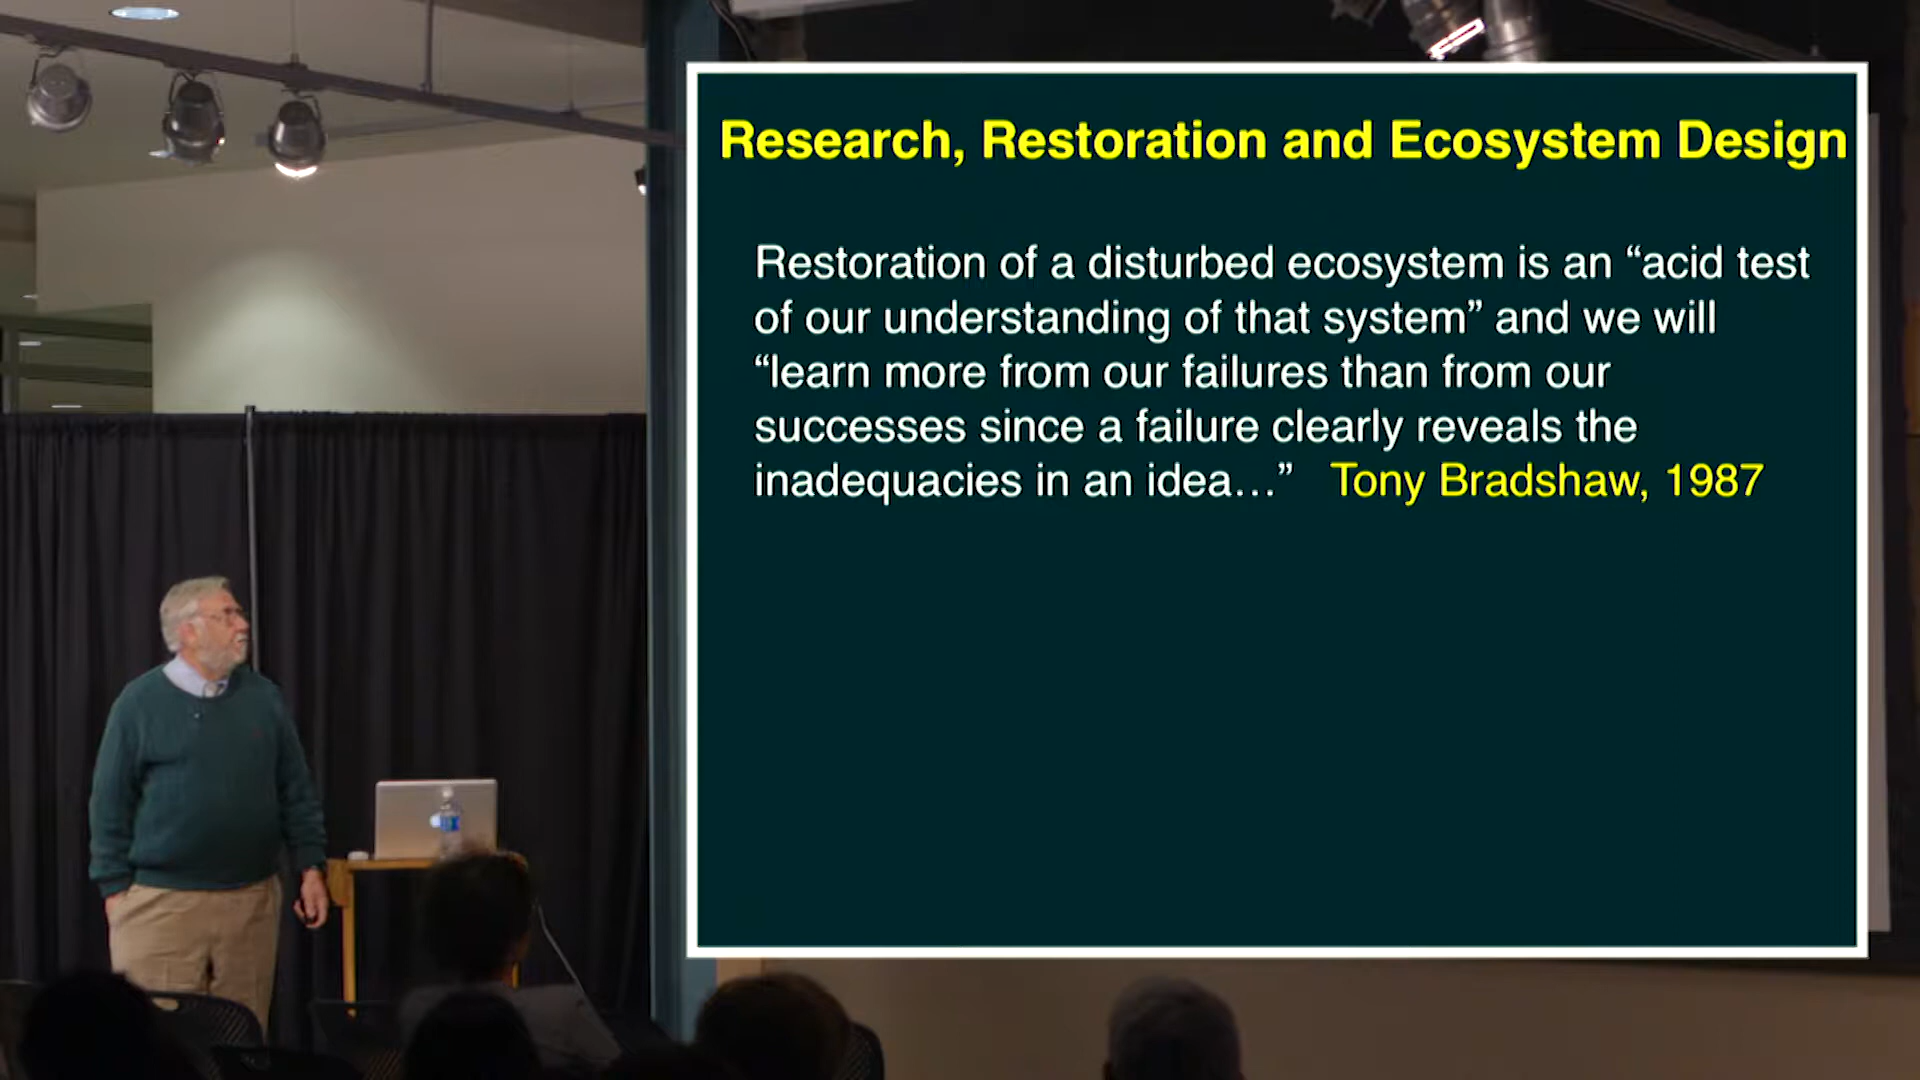 Research, Restoration and Ecosystem Design
Restoration of a disturbed ecosystem is an “acid test
of our understanding of that system” and we will
“learn more from our failures than from our
successes since a failure clearly reveals the
inadequacies in an idea…” Tony Bradshaw, 1987